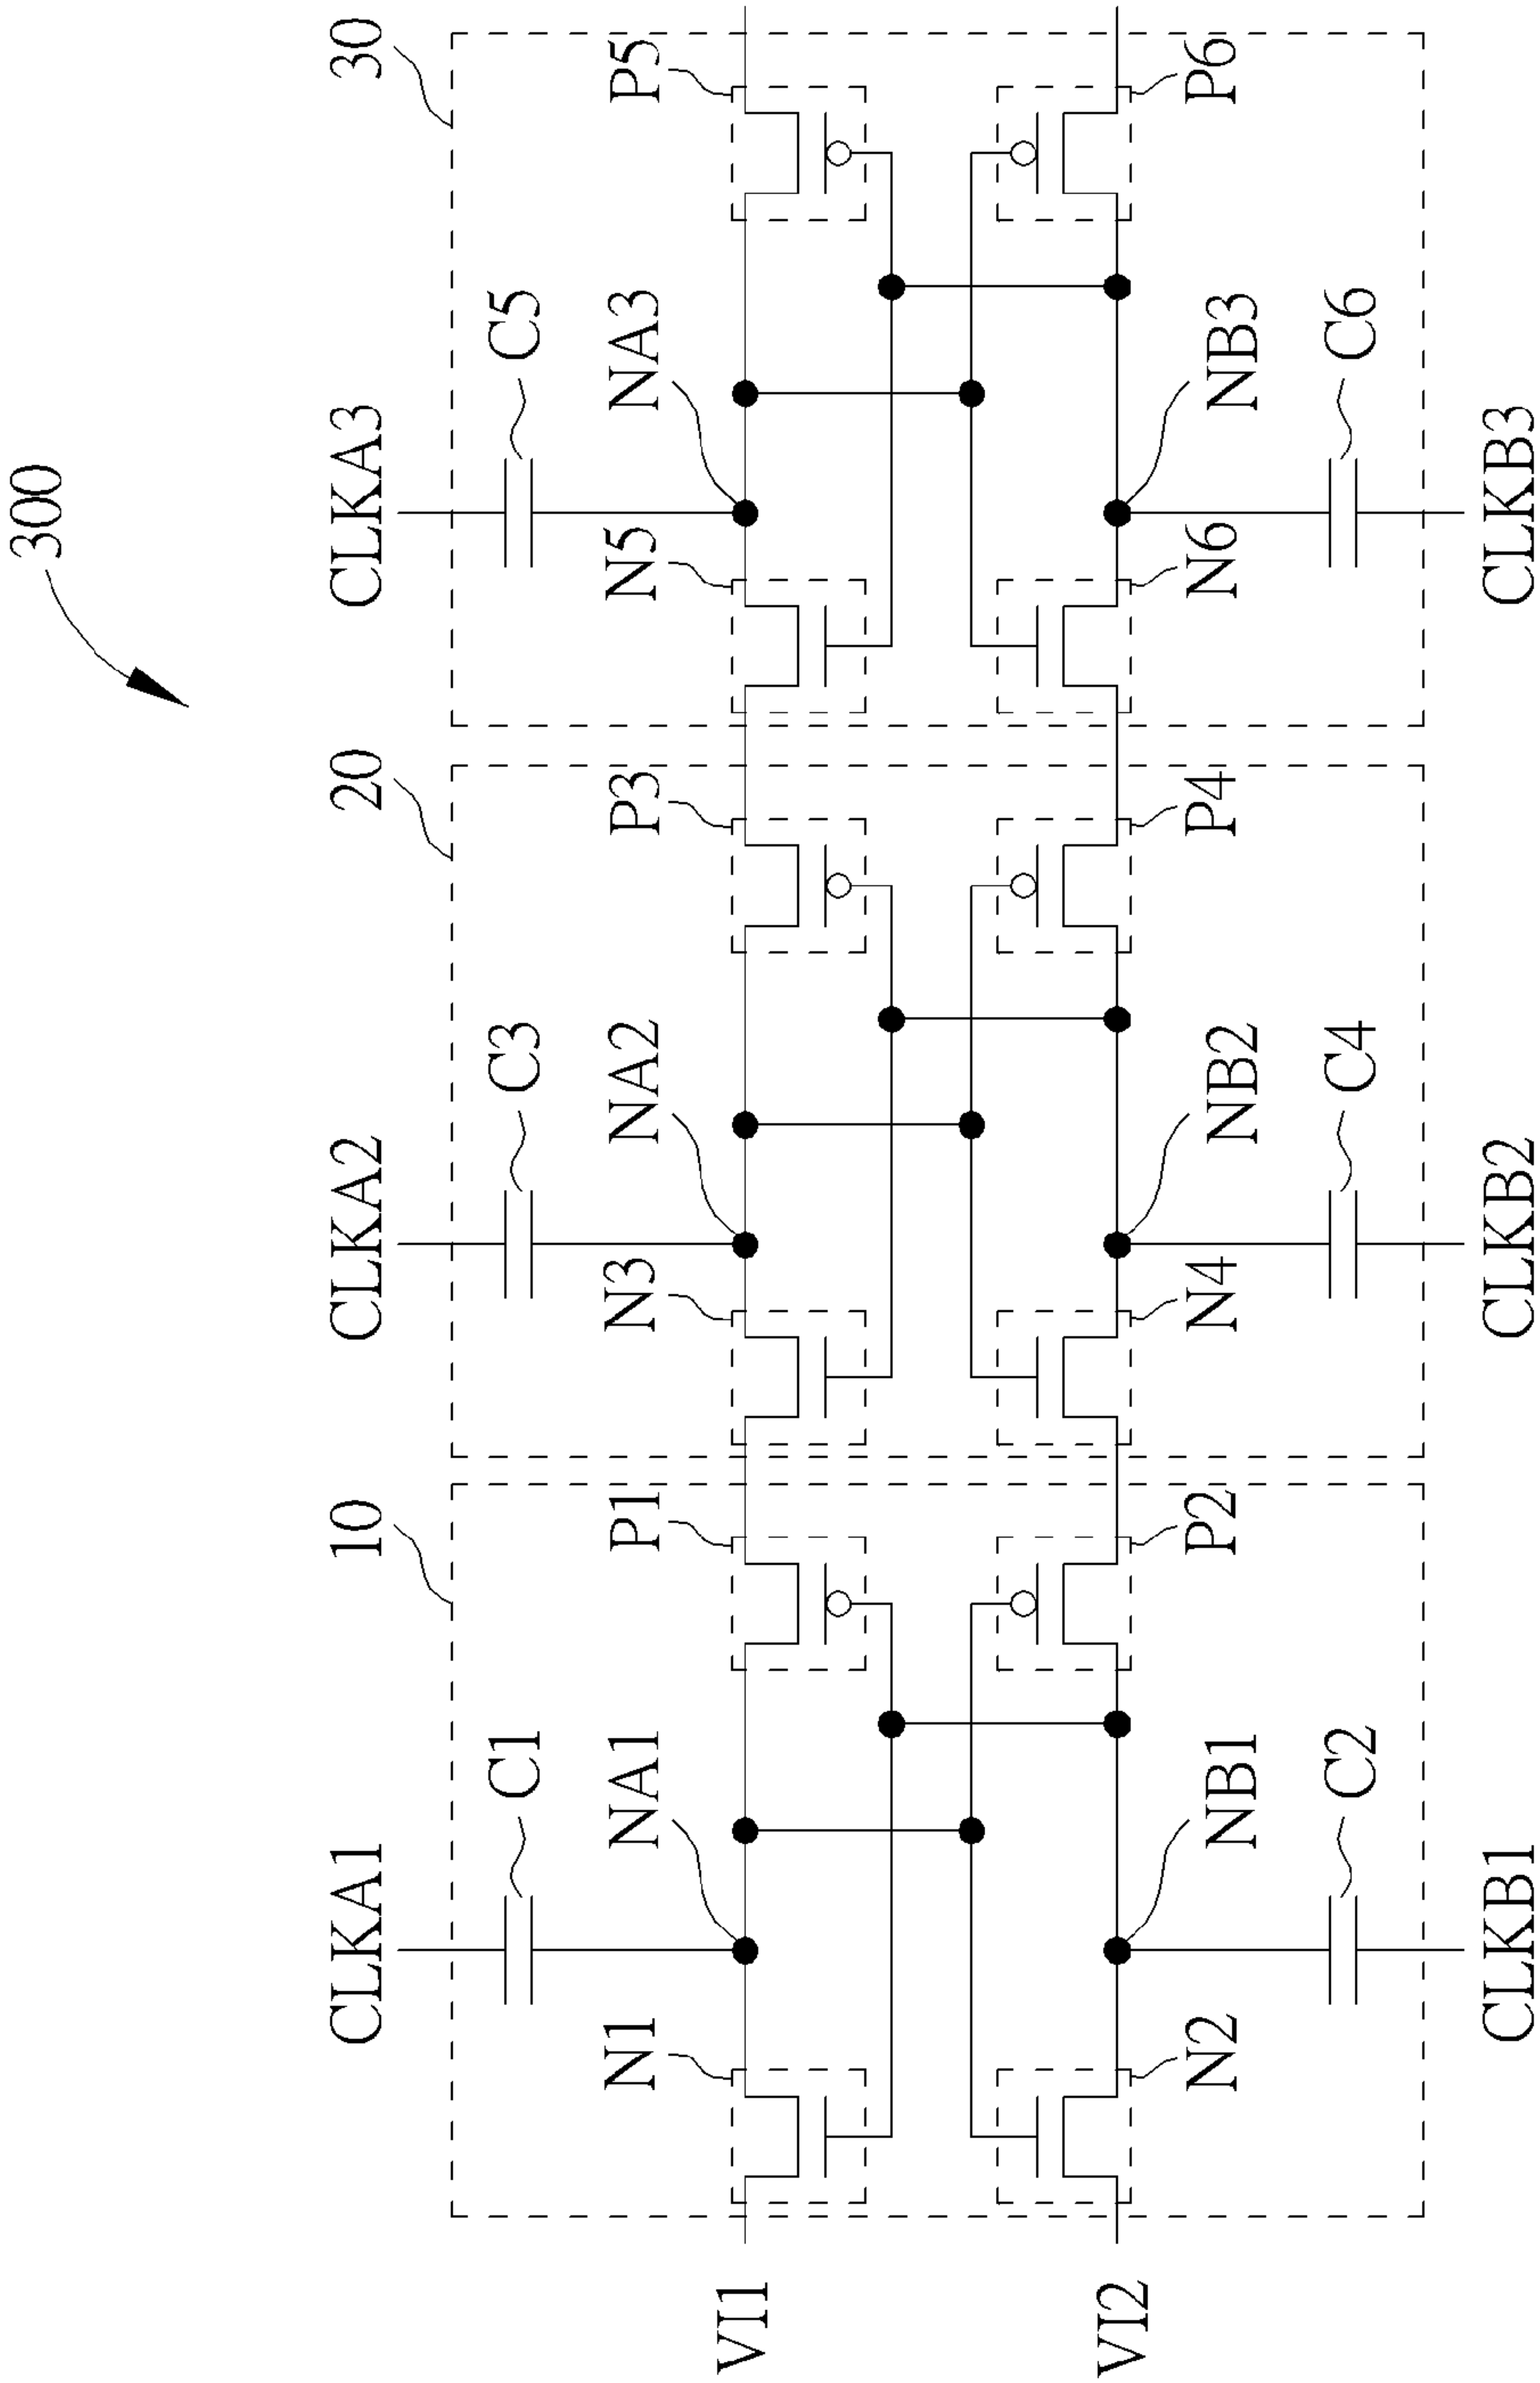 300
10
20
30
CLKA1
CLKA2
CLKA3
C1
C3
C5
N1
NA1
P1
N3
NA2
P3
N5
NA3
P5
VI1
VI2
N2
NB1
P2
N4
NB2
P4
N6
NB3
P6
C2
C4
C6
CLKB1
CLKB2
CLKB3